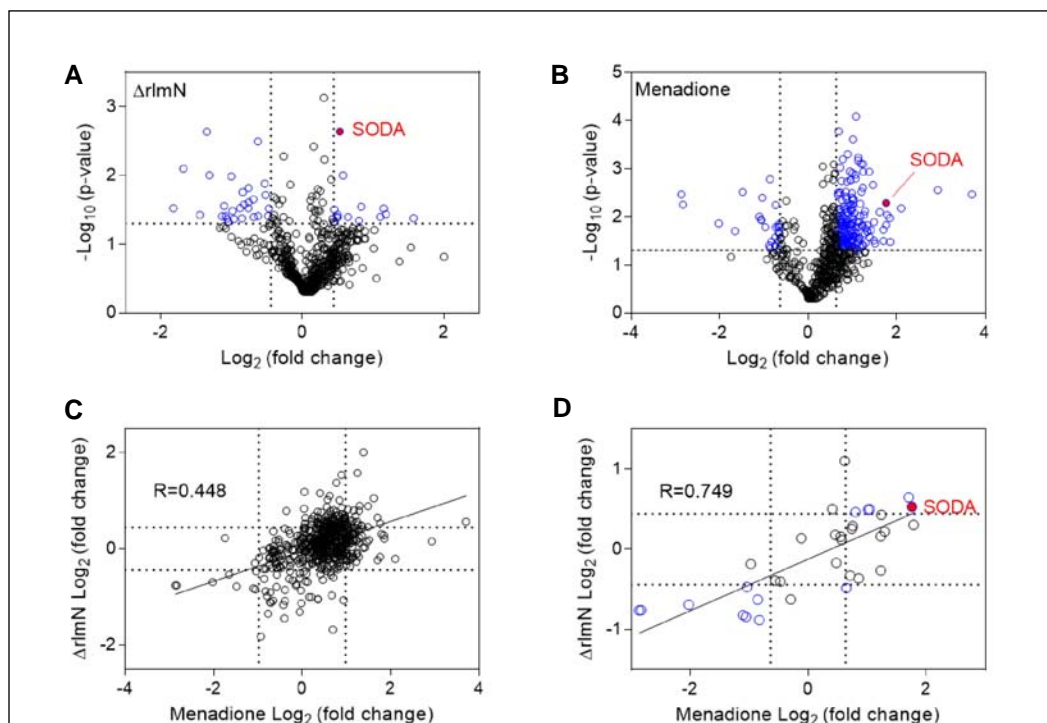 A
ΔrlmN
SODA
3
2
1
0
-Log10 (p-value)
-2
0
2
Log2 (fold change)
B
Menadione
SODA
5
4
3
2
1
0
-Log10 (p-value)
-4
-2
0
2
4
Log2 (fold change)
C
R=0.448
2
0
-2
ΔrlmN Log2 (fold change)
-4
-2
0
2
4
Menadione Log2 (fold change)
D
R=0.749
SODA
1
0
-1
ΔrlmN Log2 (fold change)
-2
0
2
Menadione Log2 (fold change)